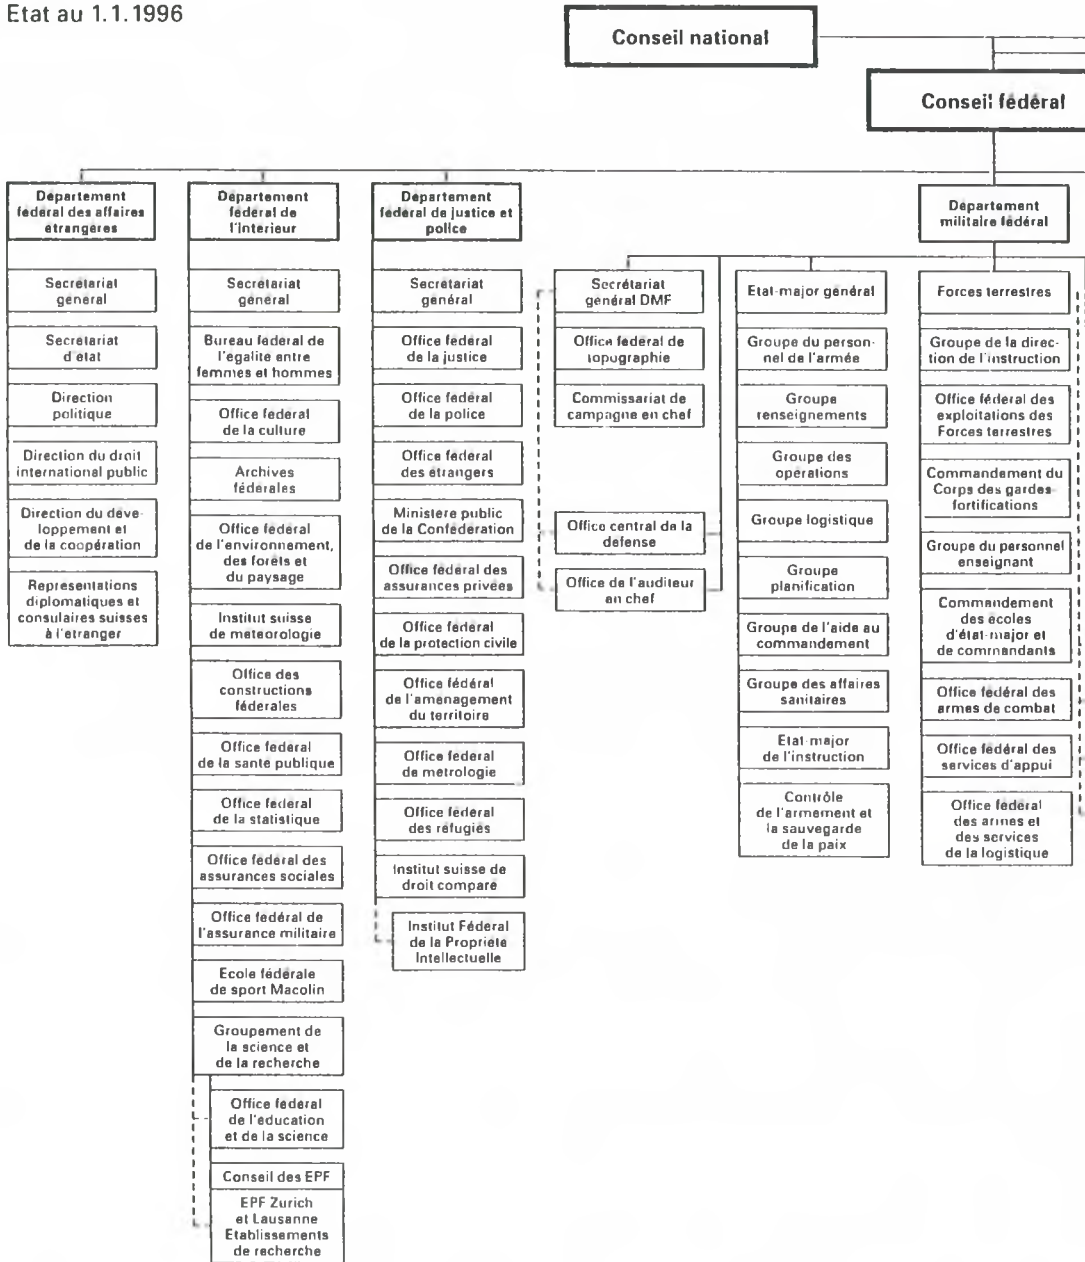 Etat au 1.1.1996
Conseil national
Conseil fédéral
Département
fédéral des affaires
etrangères
Secrétariat
général
Secrétariat
d'état
Direction
politique
Direction du droit
international public
Direction du déve-
loppement et
de la coopération
Representations
diplomatiques et
consulaires suisses
à l'etranger
Département
fédéral de
l'interieur
Secrétariat
général
Bureau fédéral de
l'égalité entre
femmes et hommes
Office fédéral
de la culture
Archives
fédérales
Office fédéral
de l'environnement,
des forêts et
du paysage
Institut suisse
de météorologie
Office des
constructions
fédérales
Office fédéral
de la santé publique
Office fédéral
de la statistique
Office fédéral des
assurances sociales
Office fédéral de
l'assurance militaire
Ecole fédérale
de sport Macolin
Groupement de
la science et
de la recherche
Office fédéral
de l'education
et de la science
Conseil des EPF
EPF Zurich
et Lausanne
Etablissements
de recherche
Département
fédéral de justice et
police
Secrétariat
général
Office fédéral
de la justice
Office fédéral
de la police
Office fédéral
des étrangers
Ministère public
de la Confédération
Office fédéral des
assurances privées
Office fédéral
de la protection civile
Office fédéral
de l'aménagement
du territoire
Office fédéral
de métrologie
Office fédéral
des réfugiés
Institut suisse de
droit comparé
Institut Fédéral
de la Propriété
Intellectuelle
Département
militaire fédéral
Secrétariat
général DMF
Office fédéral de
topographie
Commissariat de
campagne en chef
Office central de la
défense
Office de l'auditeur
en chef
Etat-major général
Groupe du person-
nel de l'armée
Groupe
renseignements
Groupe des
opérations
Groupe logistique
Groupe
planification
Groupe de l'aide au
commandement
Groupe des affaires
sanitaires
Etat-major
de l'instruction
Contrôle
de l'armement et
la sauvegarde
de la paix
Forces terrestres
Groupe de la direc-
tion de l'instruction
Office fédéral des
exploitations des
Forces terrestres
Commandement du
Corps des gardes-
fortifications
Groupe du personnel
enseignant
Commandement
des écoles
d'état-major et
de commandants
Office fédéral des
armes de combat
Office fédéral des
services d'appui
Office fédéral
des armes et
des services
de la logistique